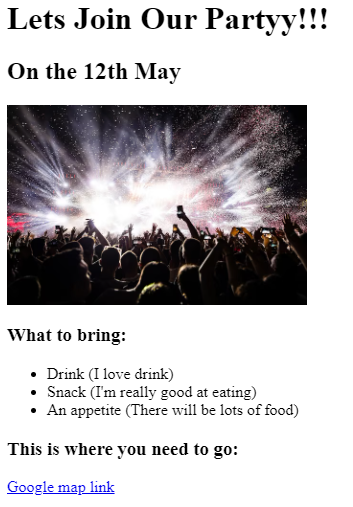 Lets Join Our Partyy!!!
On the 12th May
What to bring:
Drink (I love drink)
Snack (I'm really good at eating)
An appetite (There will be lots of food)
This is where you need to go:
Google map link